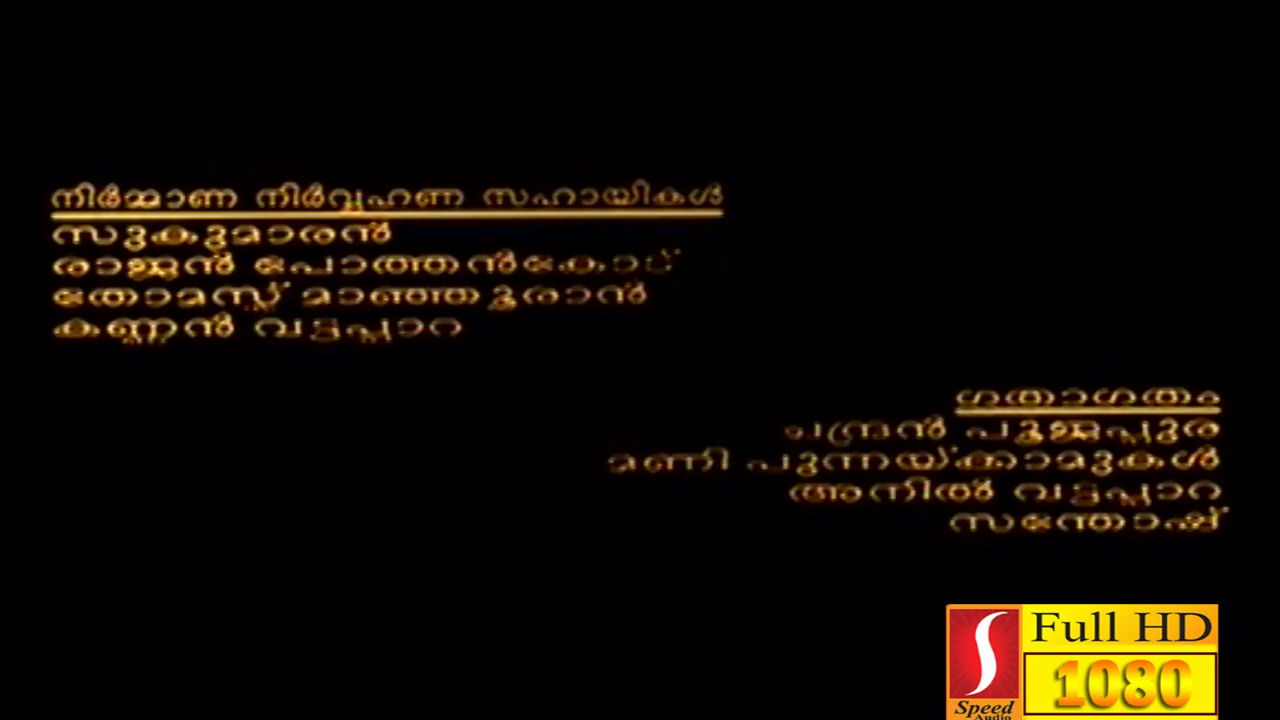 നിർമ്മാണ നിർവ്വഹണ സഹായികൾ
സുകുമാരൻ
രാജൻ പോത്തൻകോട്
തോമസ്സ് മാഞ്ഞൂരാൻ
കണ്ണൻ വട്ടപ്പാറ
ഗതാഗതം
ചന്ദ്രൻ പൂജപ്പുര
മണി പുന്നയ്ക്കാമുകൾ
അനിൽ വട്ടപ്പാറ
സന്തോഷ്
Full HD
1080
Speed
Audio